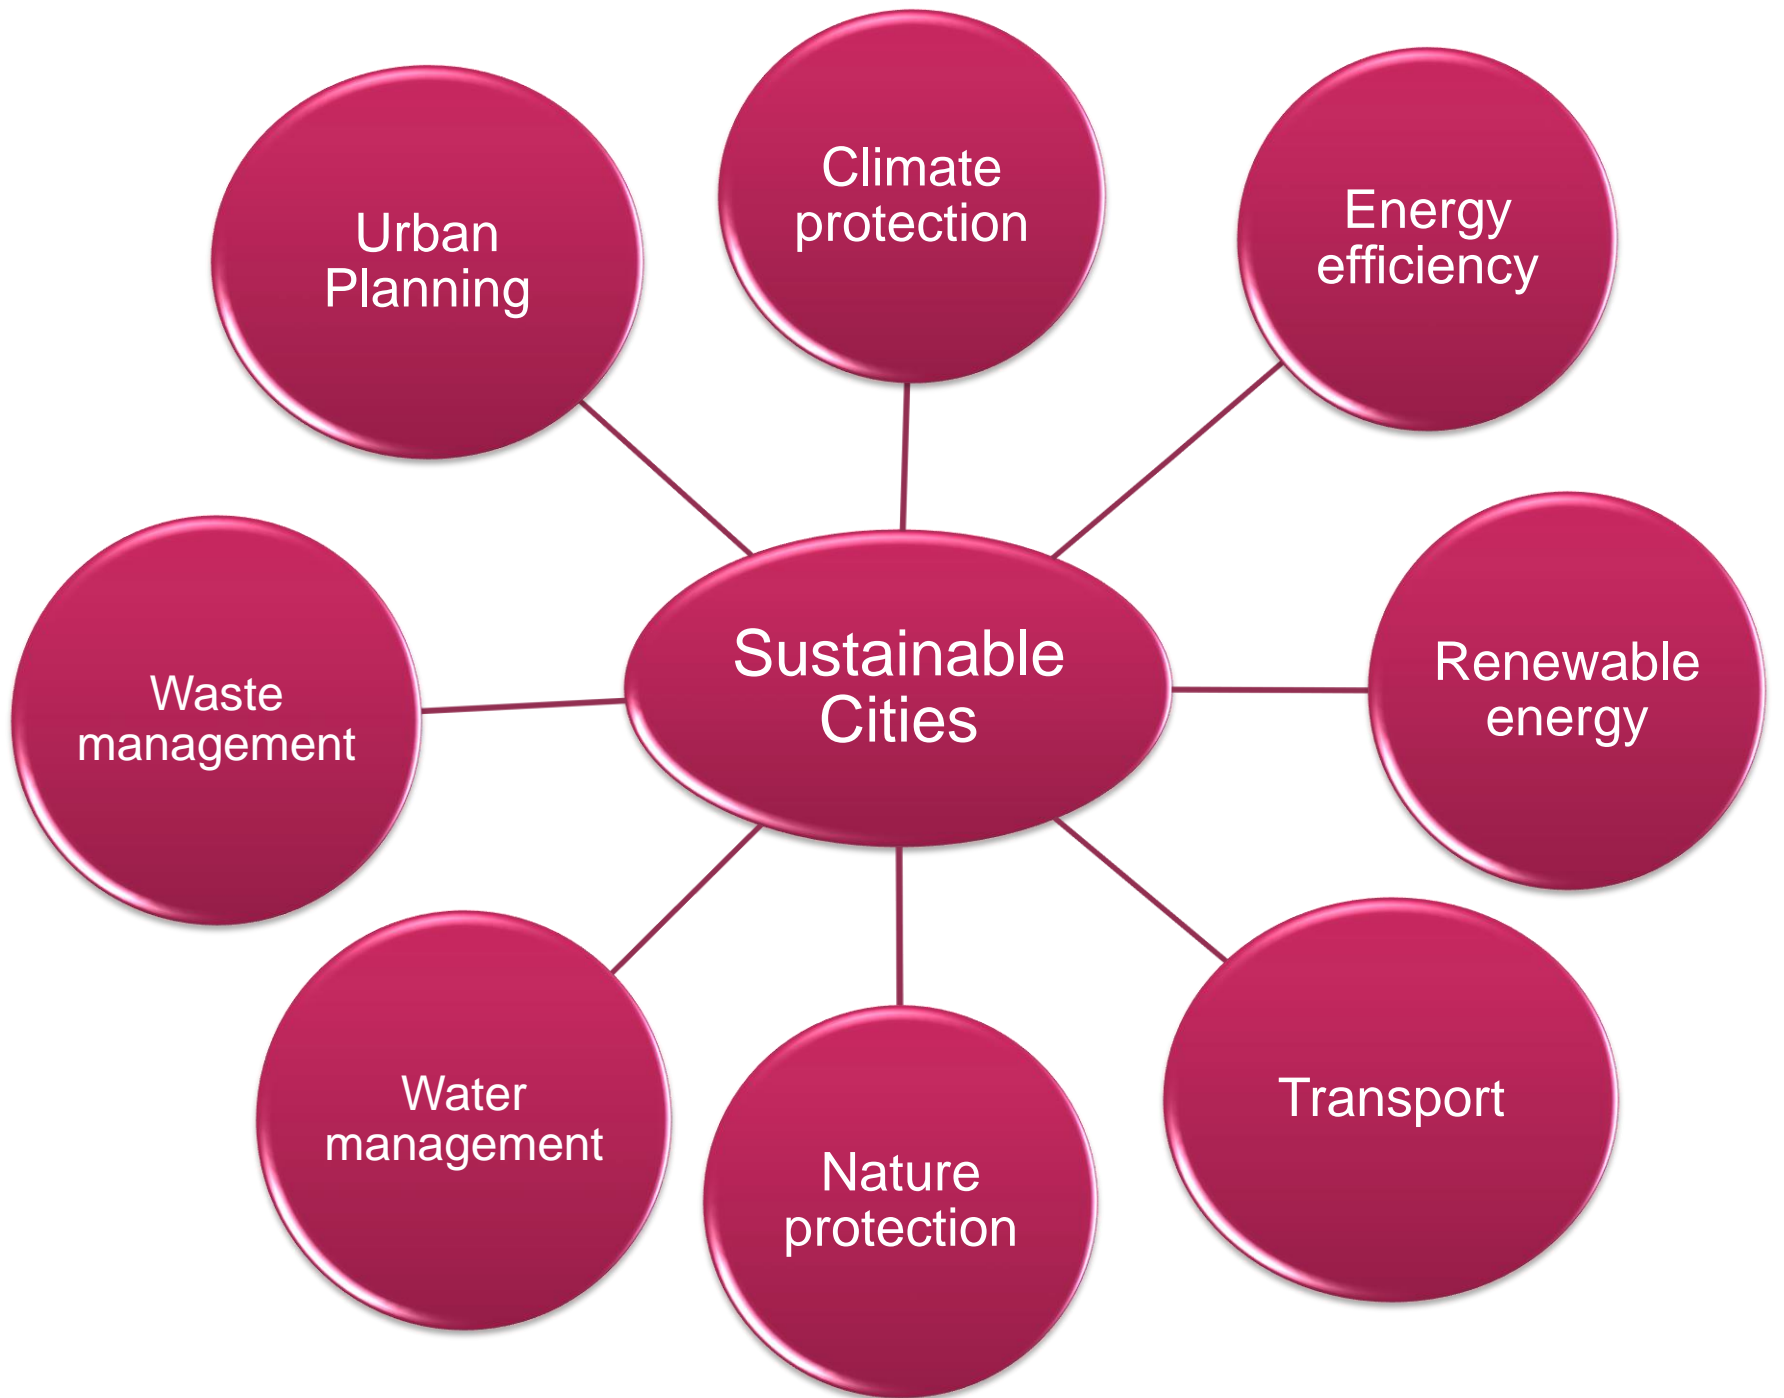 Climate
protection
Energy
efficiency
Urban
Planning
Sustainable
Cities
Renewable
energy
Waste
management
Transport
Water
management
Nature
protection